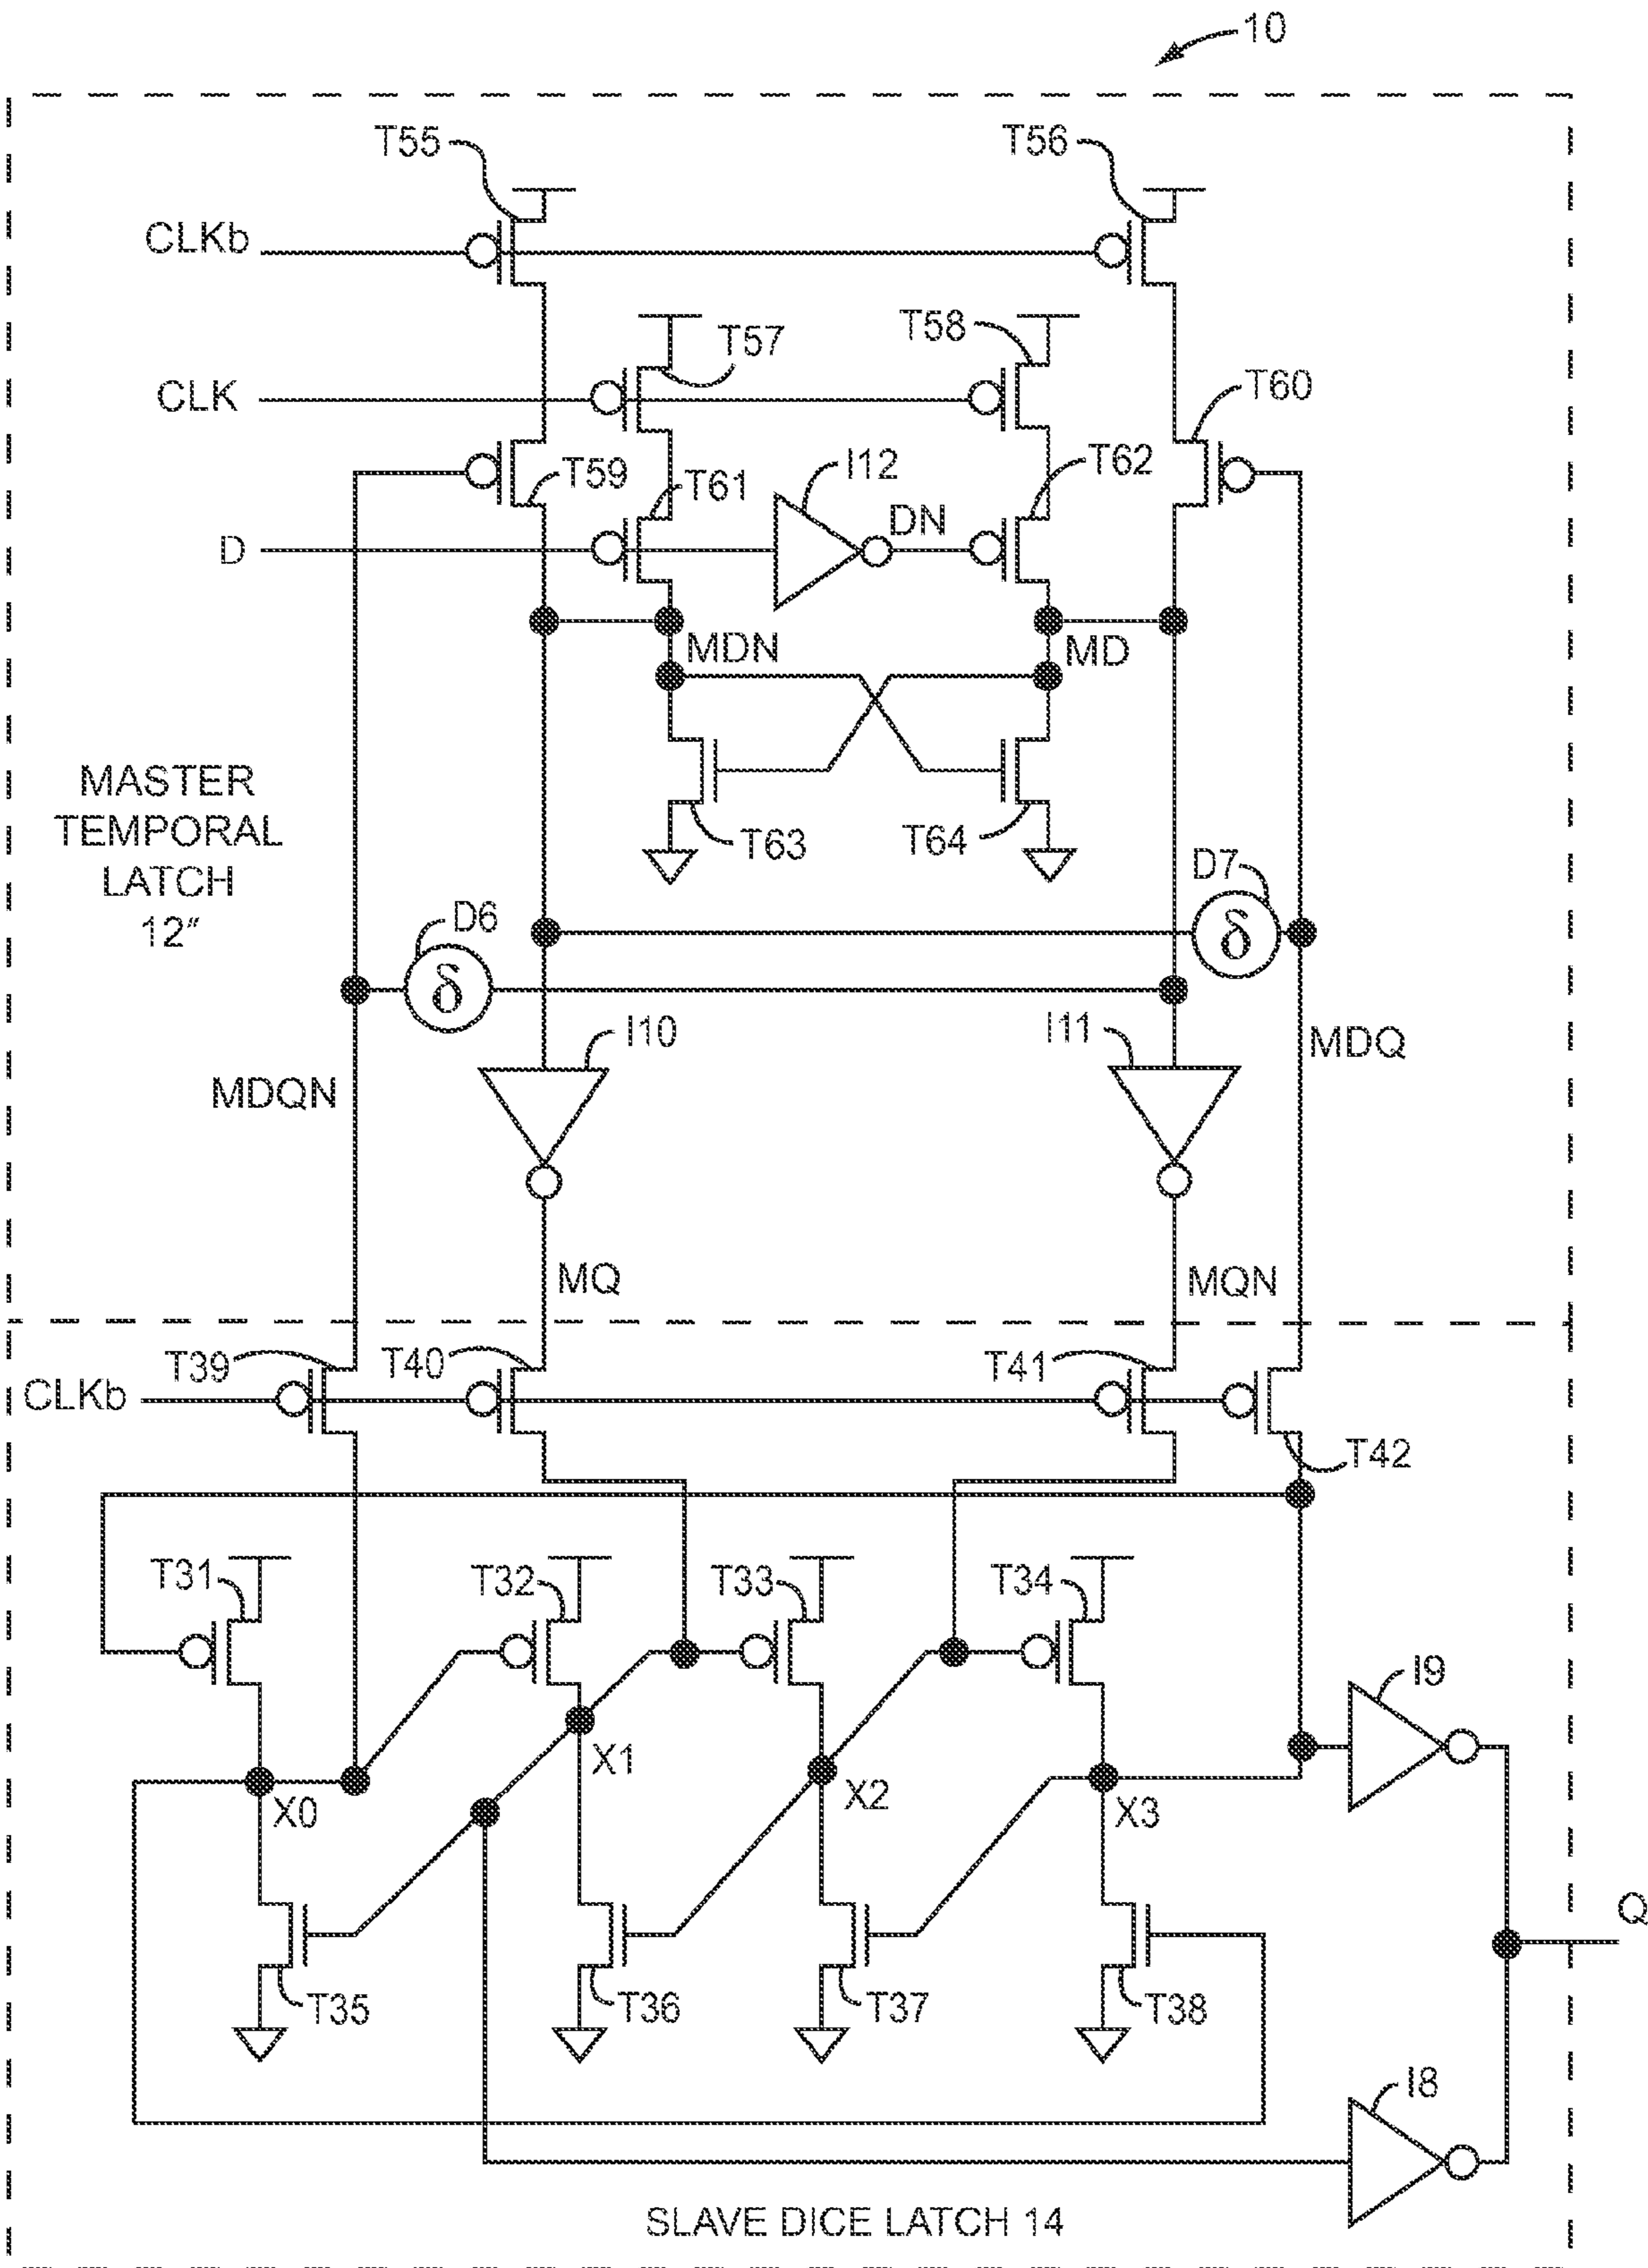 10
T55
T56
CLKb
T57
T58
CLK
T60
T59
T61
I12
T62
DN
D
MDN
MD
MASTER
TEMPORAL
LATCH
12"
T63
T64
D7
δ
D6
δ
I10
I11
MDQ
MDQN
MQ
MQN
T39
T40
T41
CLKb
T42
T31
T32
T33
T34
I9
X0
X1
X2
X3
Q
T35
T36
T37
T38
I8
SLAVE DICE LATCH 14